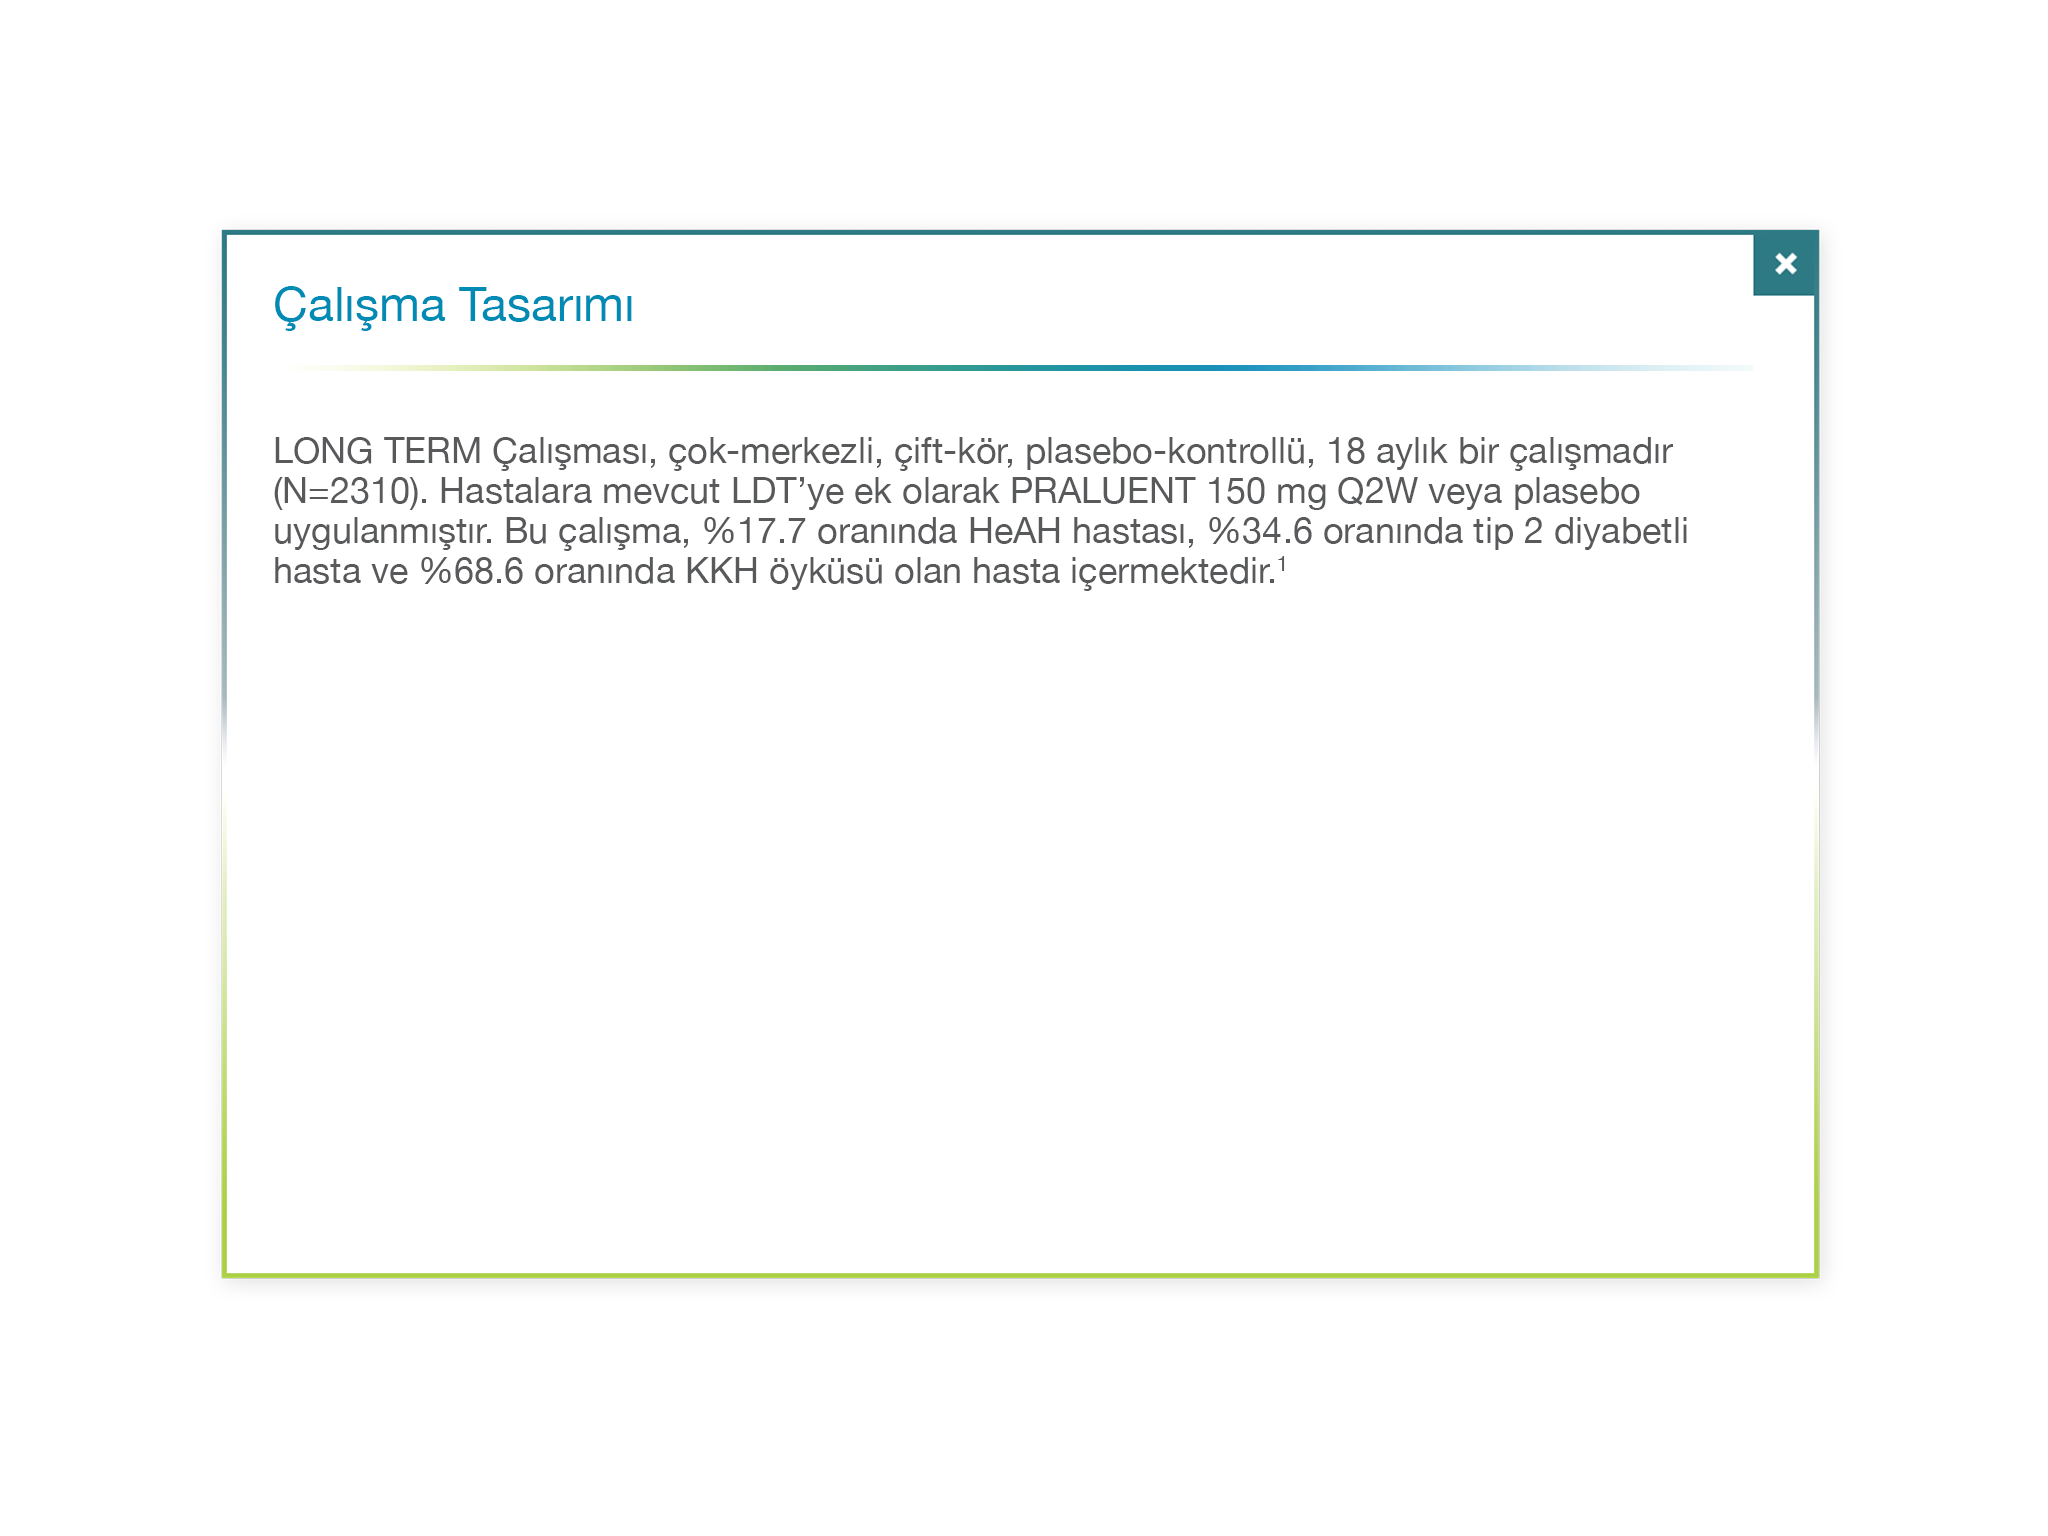 Çalışma Tasarımı
LONG TERM Çalışması, çok-merkezli, çift-kör, plasebo-kontrollü, 18 aylık bir çalışmadır
(N=2310). Hastalara mevcut LDT’ye ek olarak PRALUENT 150 mg Q2W veya plasebo
uygulanmıştır. Bu çalışma, %17.7 oranında HeAH hastası, %34.6 oranında tip 2 diyabetli
hasta ve %68.6 oranında KKH öyküsü olan hasta içermektedir.¹